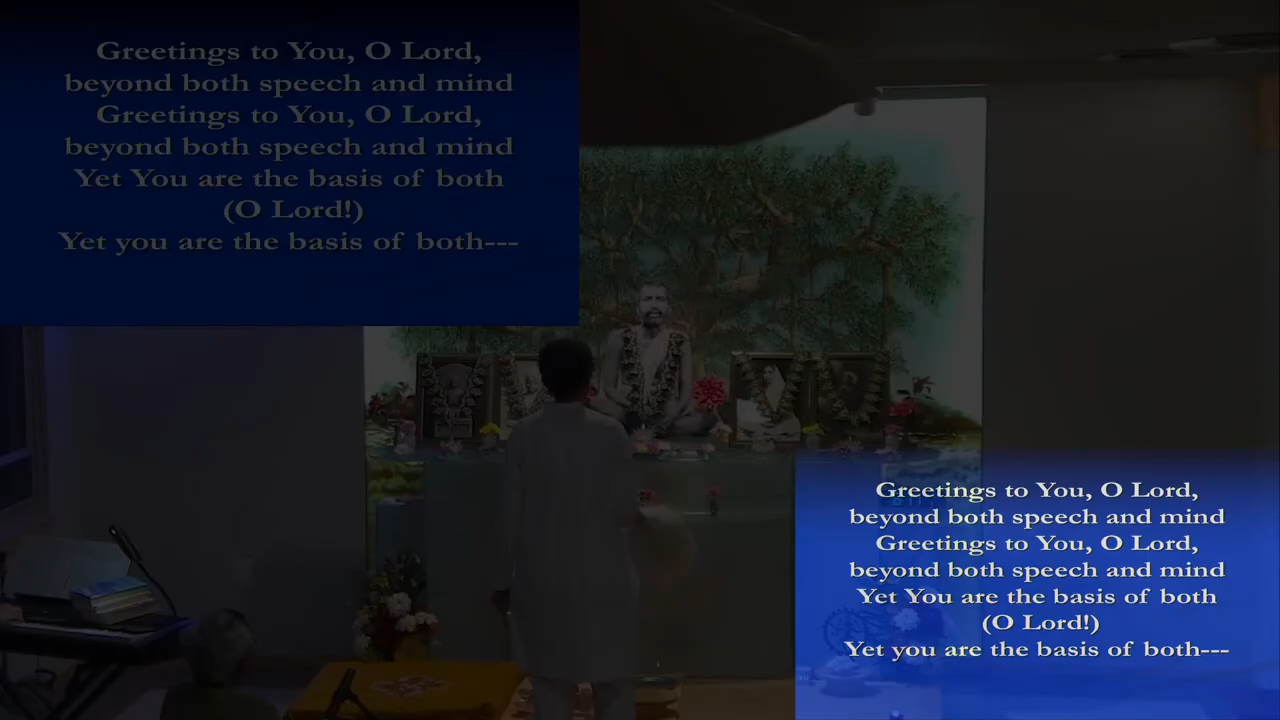 Greetings to You, O Lord,
beyond both speech and mind
Greetings to You, O Lord,
beyond both speech and mind
Yet You are the basis of both
(O Lord!)
Yet you are the basis of both---
Greetings to You, O Lord,
beyond both speech and mind
Greetings to You, O Lord,
beyond both speech and mind
Yet You are the basis of both
(O Lord!)
Yet you are the basis of both---